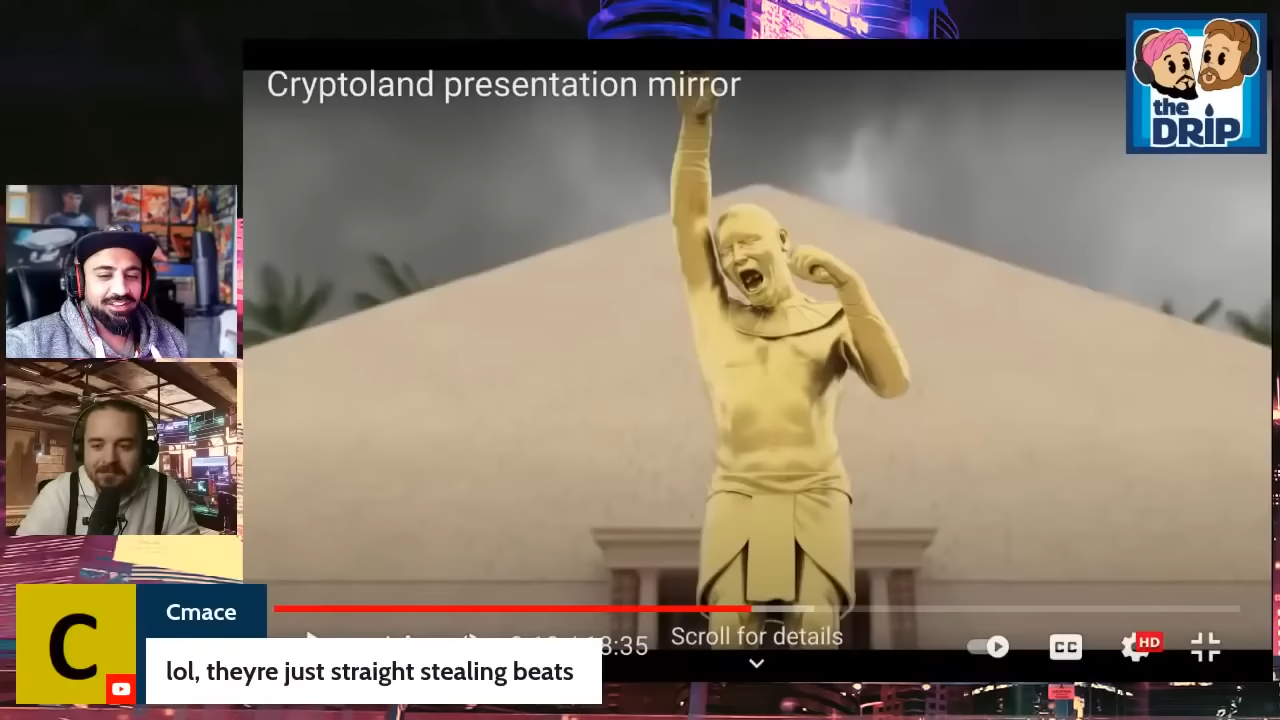 Cryptoland presentation mirror
the
DRIP
Scroll for details
CC
HD
C
Cmace
lol, theyre just straight stealing beats